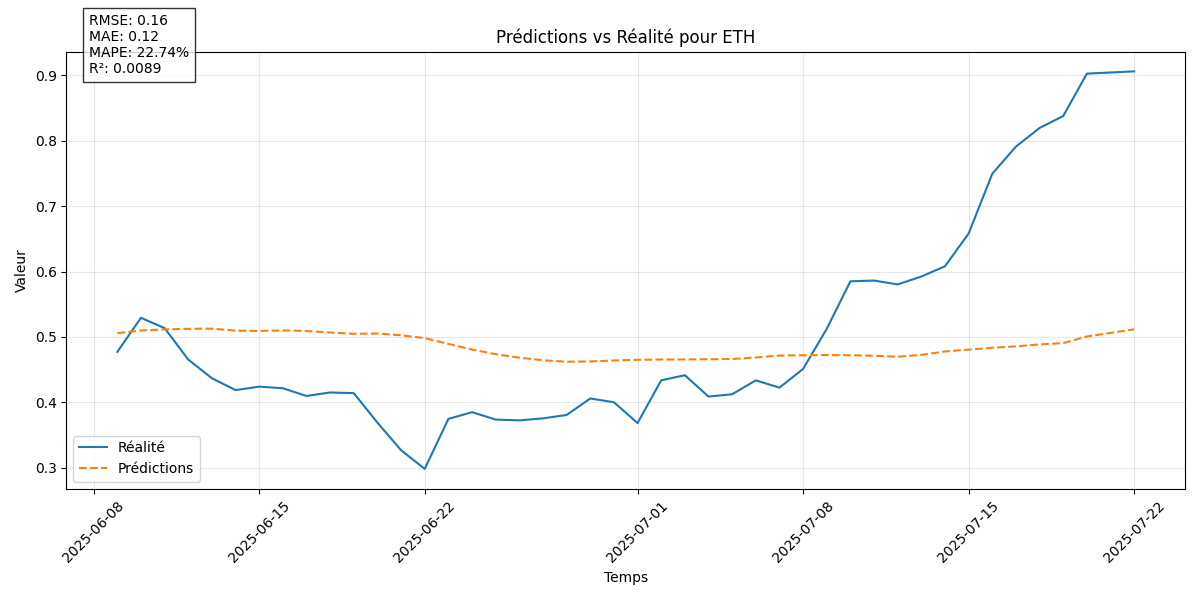 RMSE: 0.16
MAE: 0.12
MAPE: 22.74%
R²: 0.0089
Prédictions vs Réalité pour ETH
Valeur
0.9
0.8
0.7
0.6
0.5
0.4
0.3
Réalité
Prédictions
2025-06-08
2025-06-15
2025-06-22
2025-07-01
2025-07-08
2025-07-15
2025-07-22
Temps